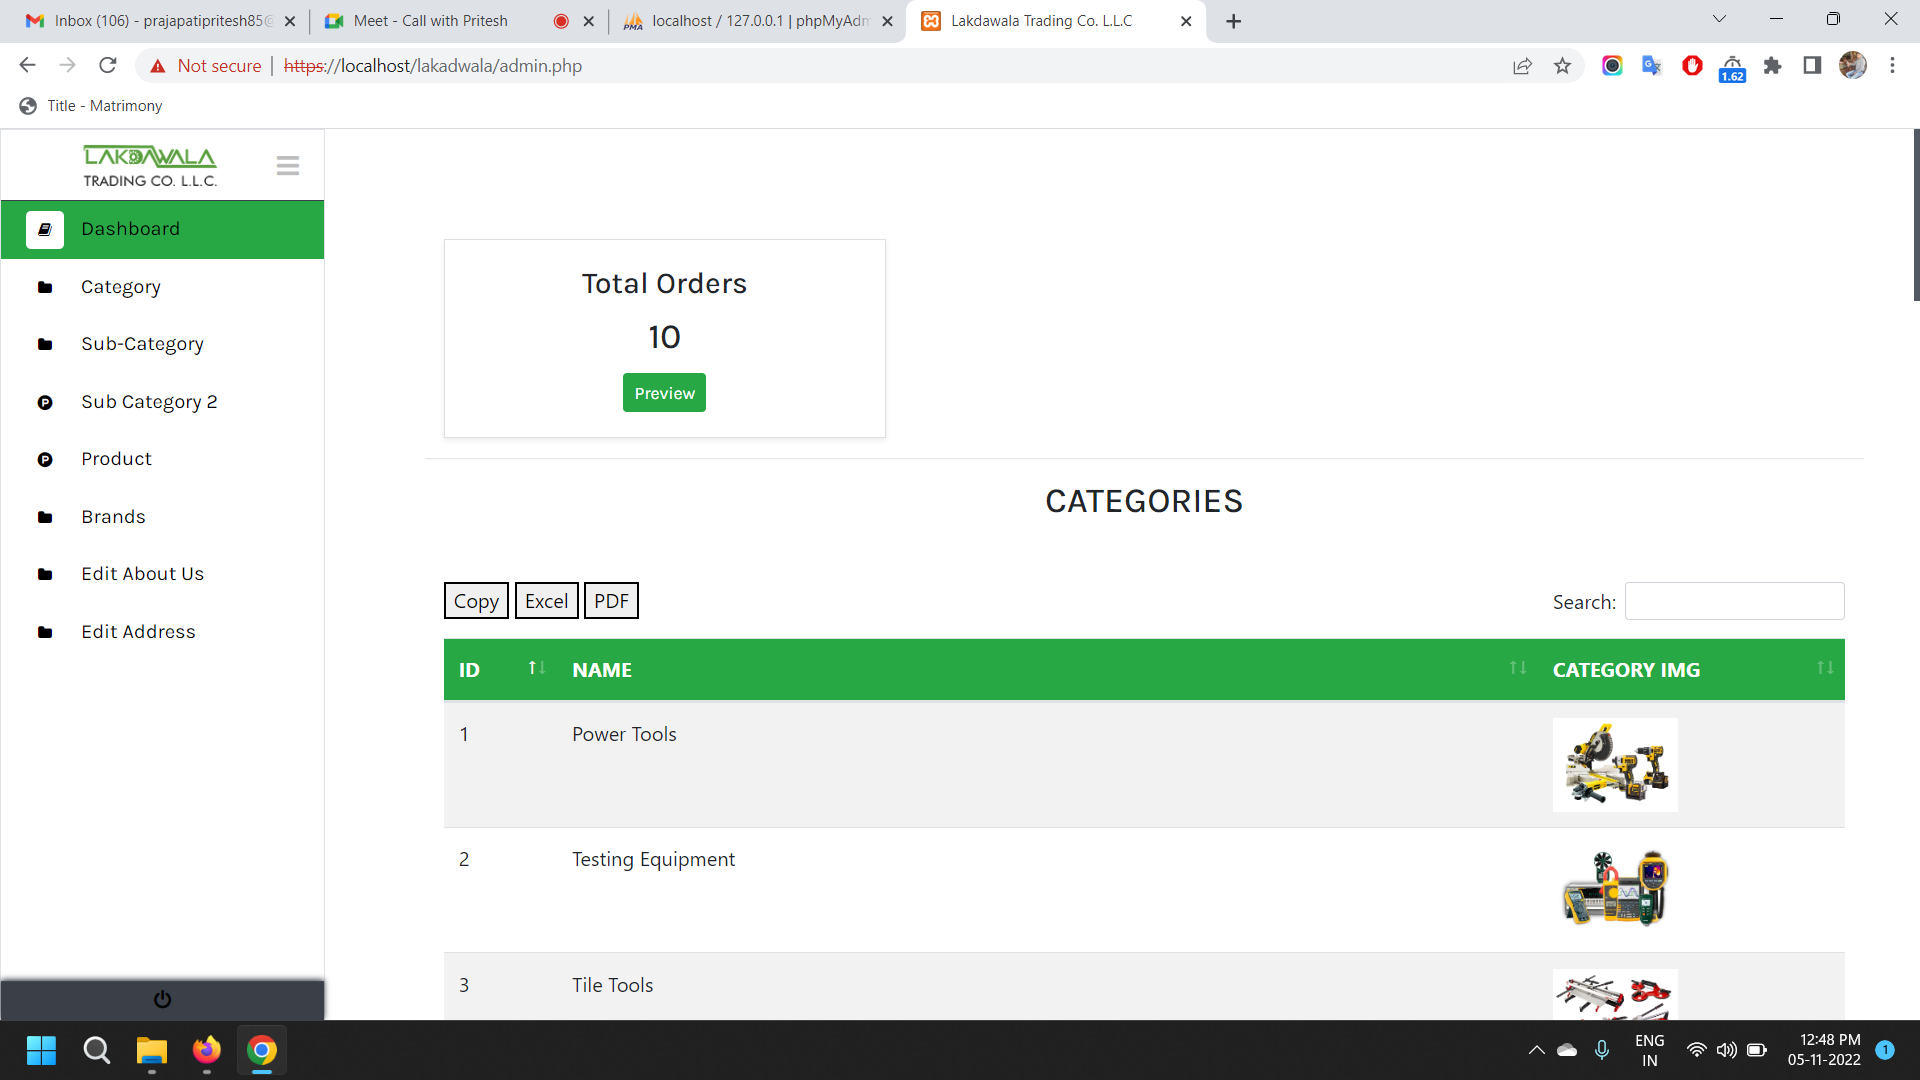 Inbox (106) - prajapatipritesh85@
Meet - Call with Pritesh
localhost / 127.0.0.1 | phpMyAdm
Lakdawala Trading Co. L.L.C
Not secure | https://localhost/lakadwala/admin.php
1.62
Title - Matrimony
LAKDAWALA
TRADING CO. L.L.C.
Dashboard
Category
Sub-Category
P Sub Category 2
P Product
Brands
Edit About Us
Edit Address
Total Orders
10
Preview
CATEGORIES
Copy Excel PDF
Search:
ID NAME CATEGORY IMG
1 Power Tools
2 Testing Equipment
3 Tile Tools
ENG
IN
12:48 PM
05-11-2022
1